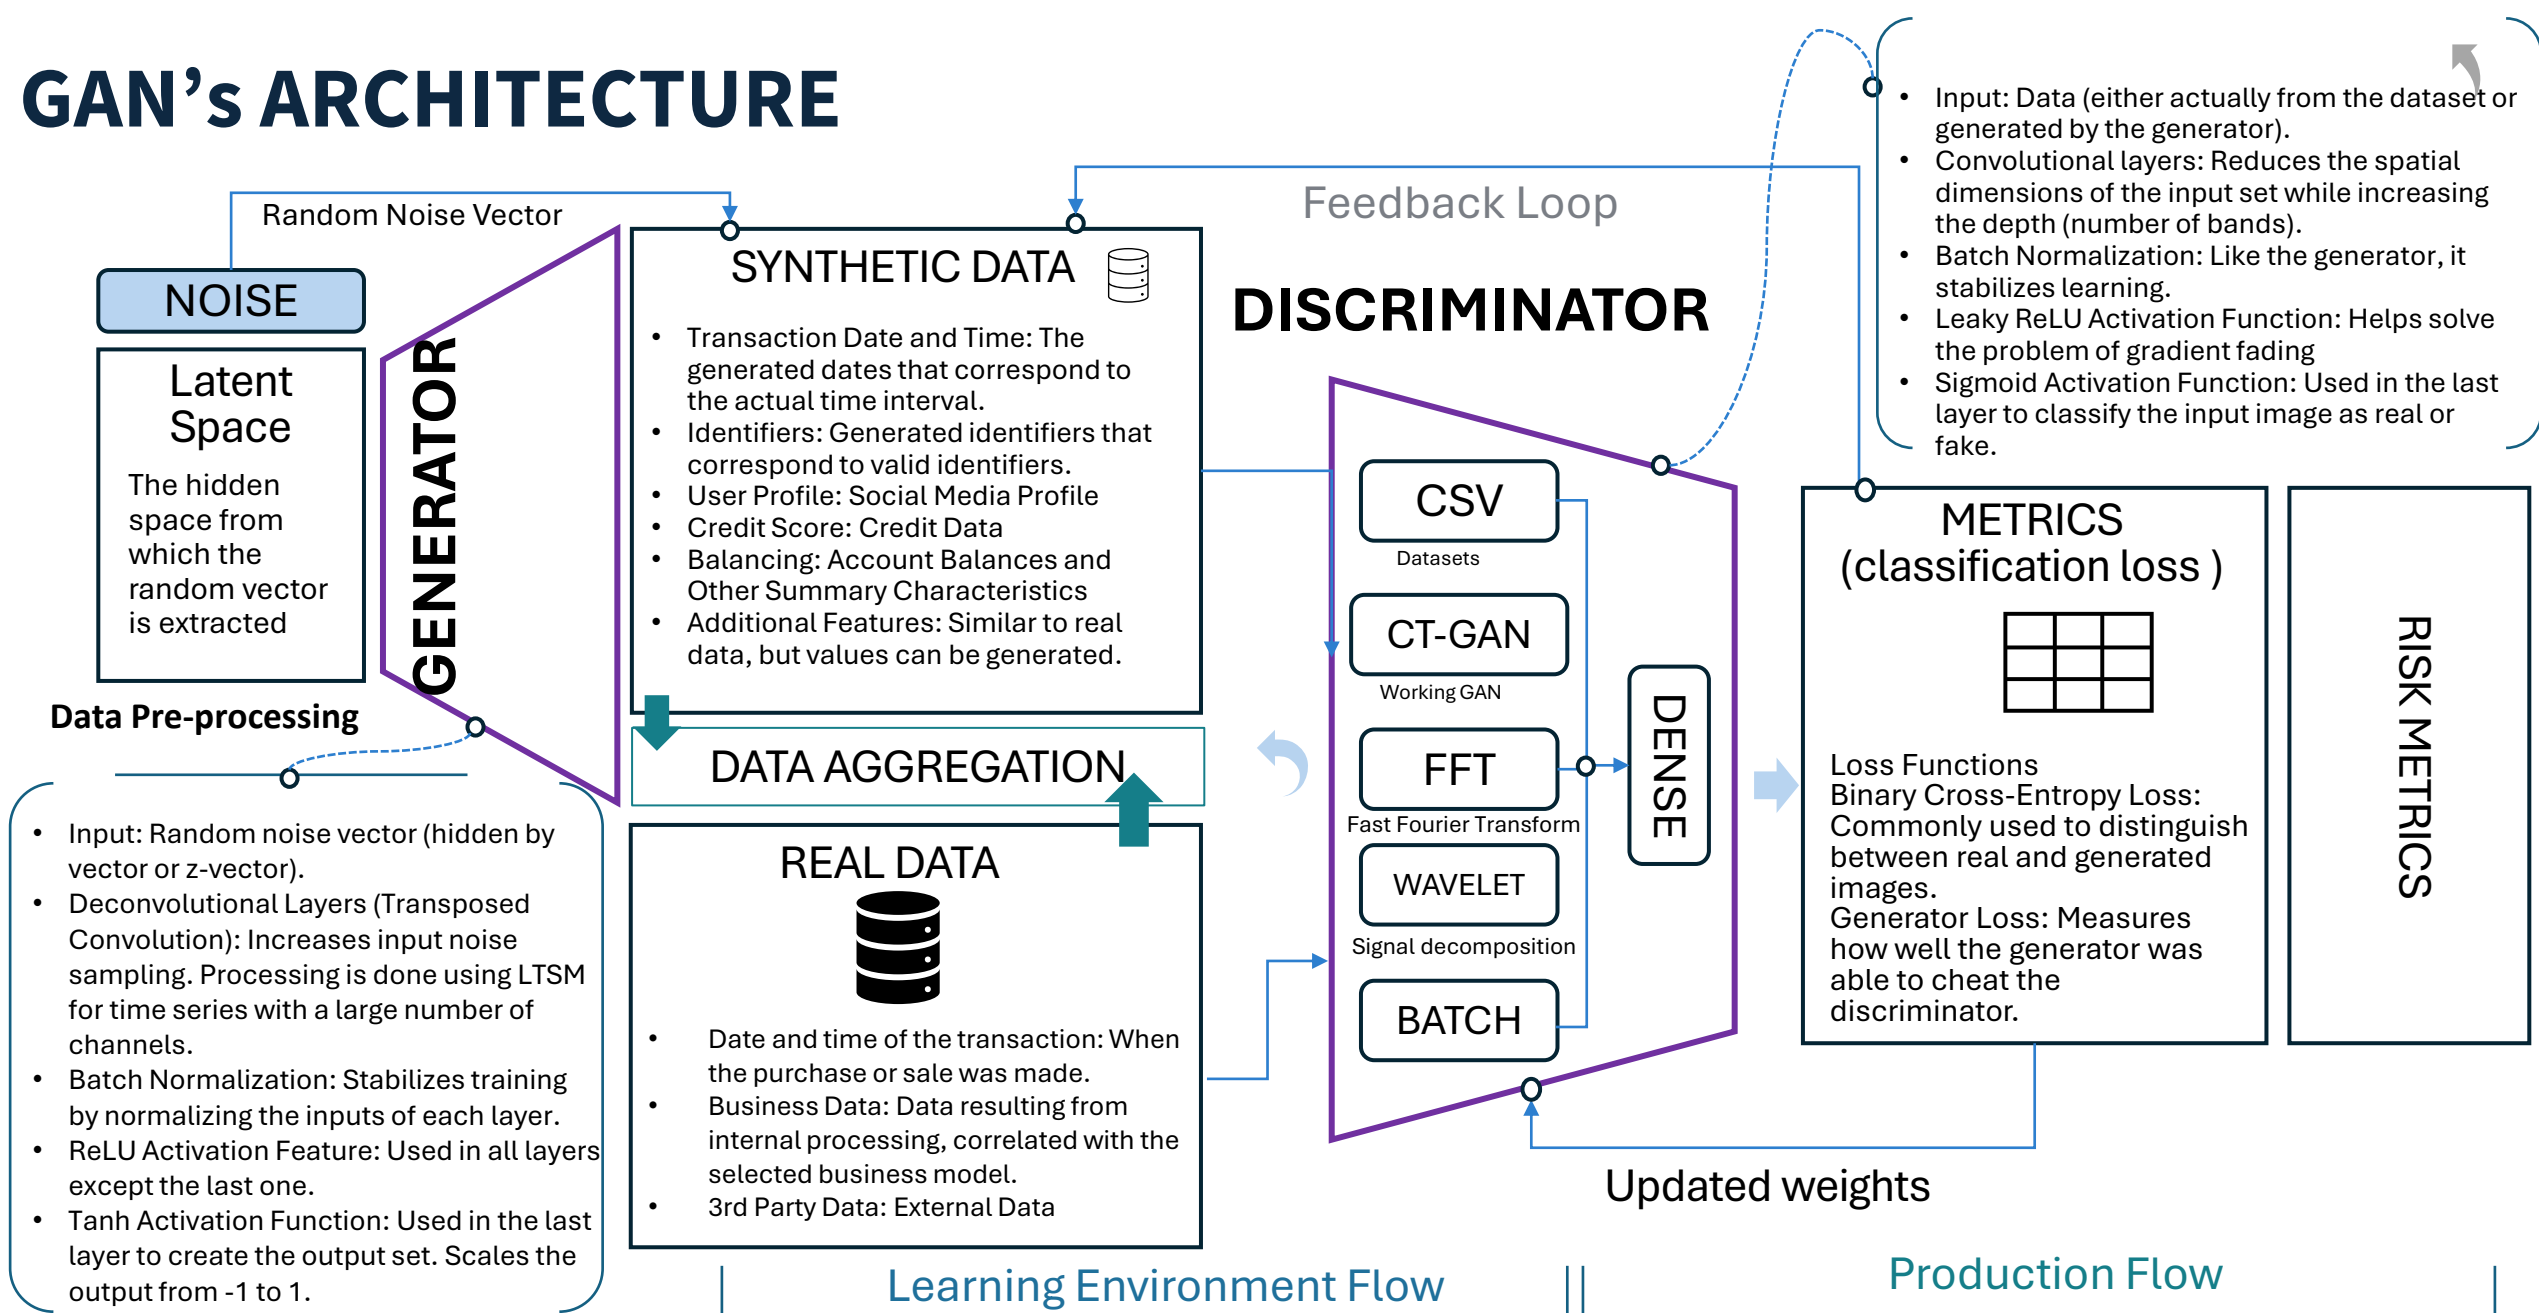 GAN's ARCHITECTURE
Random Noise Vector
NOISE
Latent
Space
The hidden
space from
which the
random vector
is extracted
Data Pre-processing
GENERATOR
• Input: Random noise vector (hidden by
vector or z-vector).
• Deconvolutional Layers (Transposed
Convolution): Increases input noise
sampling. Processing is done using LTSM
for time series with a large number of
channels.
• Batch Normalization: Stabilizes training
by normalizing the inputs of each layer.
• ReLU Activation Feature: Used in all layers
except the last one.
• Tanh Activation Function: Used in the last
layer to create the output set. Scales the
output from -1 to 1.
SYNTHETIC DATA
• Transaction Date and Time: The
generated dates that correspond to
the actual time interval.
• Identifiers: Generated identifiers that
correspond to valid identifiers.
• User Profile: Social Media Profile
• Credit Score: Credit Data
• Balancing: Account Balances and
Other Summary Characteristics
• Additional Features: Similar to real
data, but values can be generated.
DATA AGGREGATION
REAL DATA
• Date and time of the transaction: When
the purchase or sale was made.
• Business Data: Data resulting from
internal processing, correlated with the
selected business model.
• 3rd Party Data: External Data
Feedback Loop
DISCRIMINATOR
CSV
Datasets
CT-GAN
Working GAN
FFT
Fast Fourier Transform
WAVELET
Signal decomposition
BATCH
DENSE
• Input: Data (either actually from the dataset or
generated by the generator).
• Convolutional layers: Reduces the spatial
dimensions of the input set while increasing
the depth (number of bands).
• Batch Normalization: Like the generator, it
stabilizes learning.
• Leaky ReLU Activation Function: Helps solve
the problem of gradient fading
• Sigmoid Activation Function: Used in the last
layer to classify the input image as real or
fake.
METRICS
(classification loss )
Loss Functions
Binary Cross-Entropy Loss:
Commonly used to distinguish
between real and generated
images.
Generator Loss: Measures
how well the generator was
able to cheat the
discriminator.
RISK METRICS
Updated weights
Learning Environment Flow
Production Flow